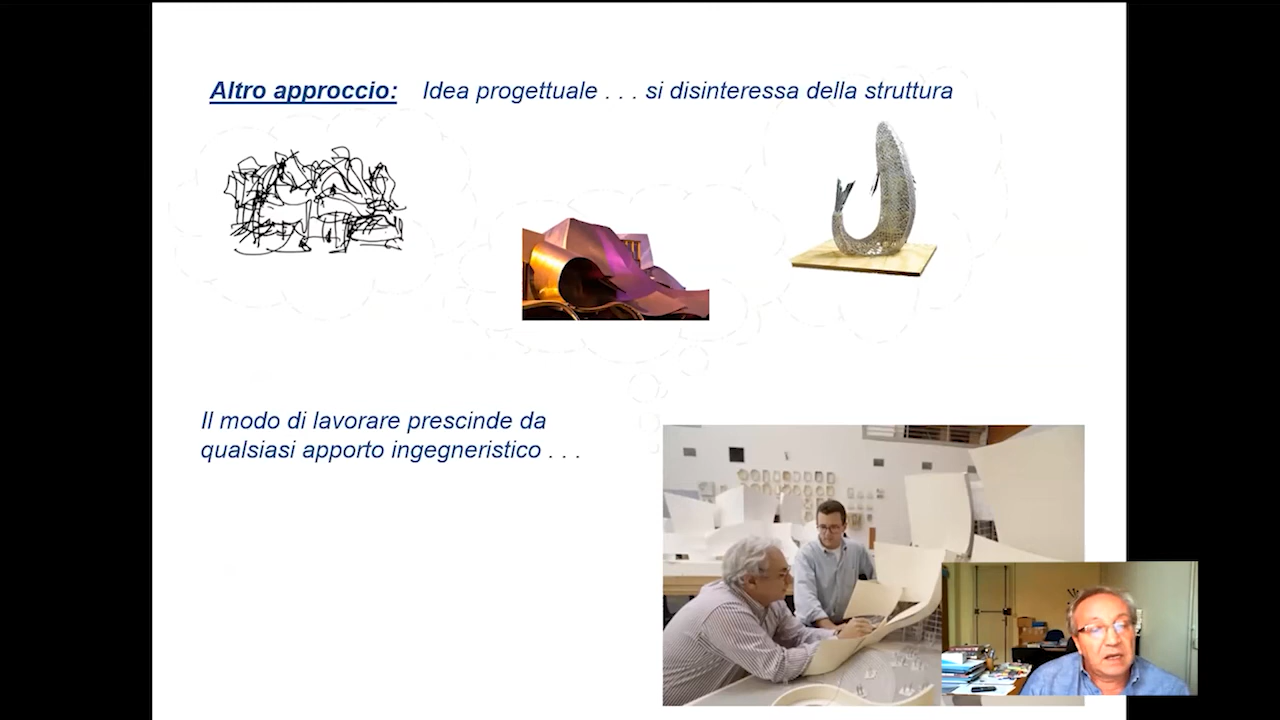 Altro approccio: Idea progettuale . . . si disinteressa della struttura
Il modo di lavorare prescinde da
qualsiasi apporto ingegneristico . . .